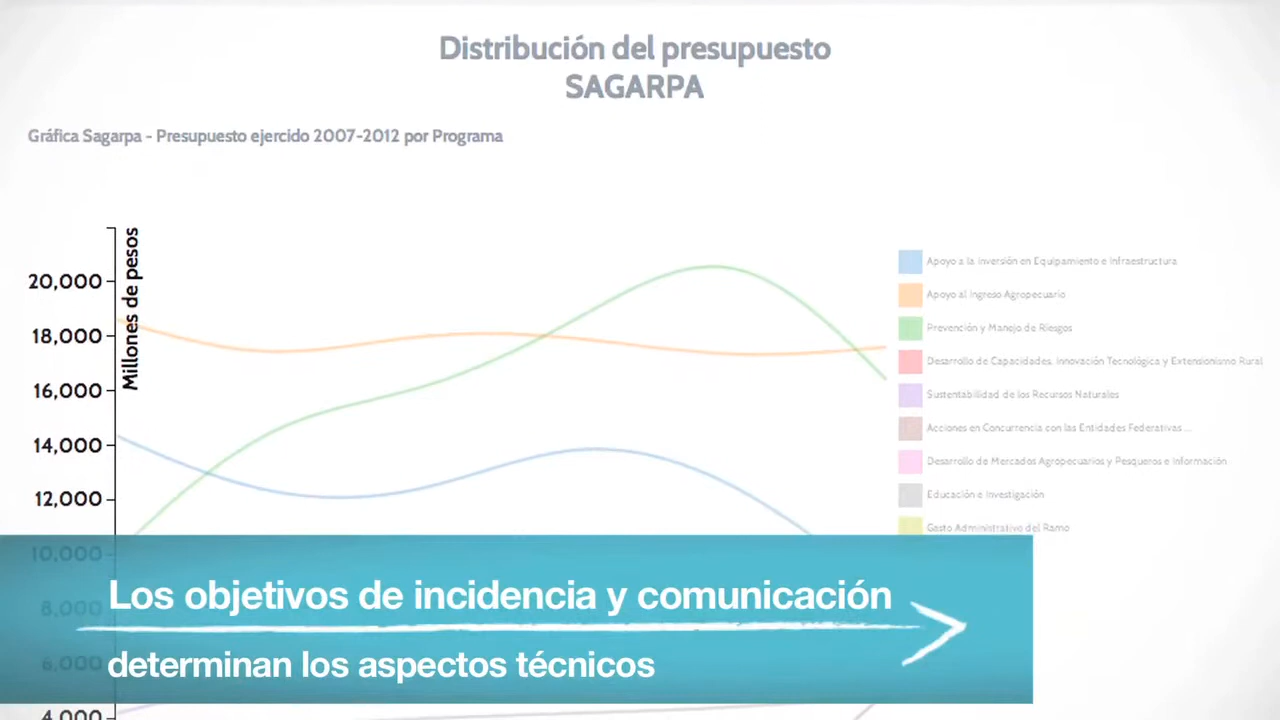 Distribución del presupuesto
SAGARPA
Gráfica Sagarpa - Presupuesto ejercido 2007-2012 por Programa
Millones de pesos
20,000
18,000
16,000
14,000
12,000
10,000
8,000
6,000
4,000
Apoyo a la inversión en Equipamiento e Infraestructura
Apoyo al Ingreso Agropecuario
Prevención y Manejo de Riesgos
Desarrollo de Capacidades, Innovación Tecnológica y Extensionismo Rural
Sustentabilidad de los Recursos Naturales
Acciones en Concurrencia con las Entidades Federativas ...
Desarrollo de Mercados Agropecuarios y Pesqueros e Información
Educación e Investigación
Gasto Administrativo del Ramo
Los objetivos de incidencia y comunicación
determinan los aspectos técnicos